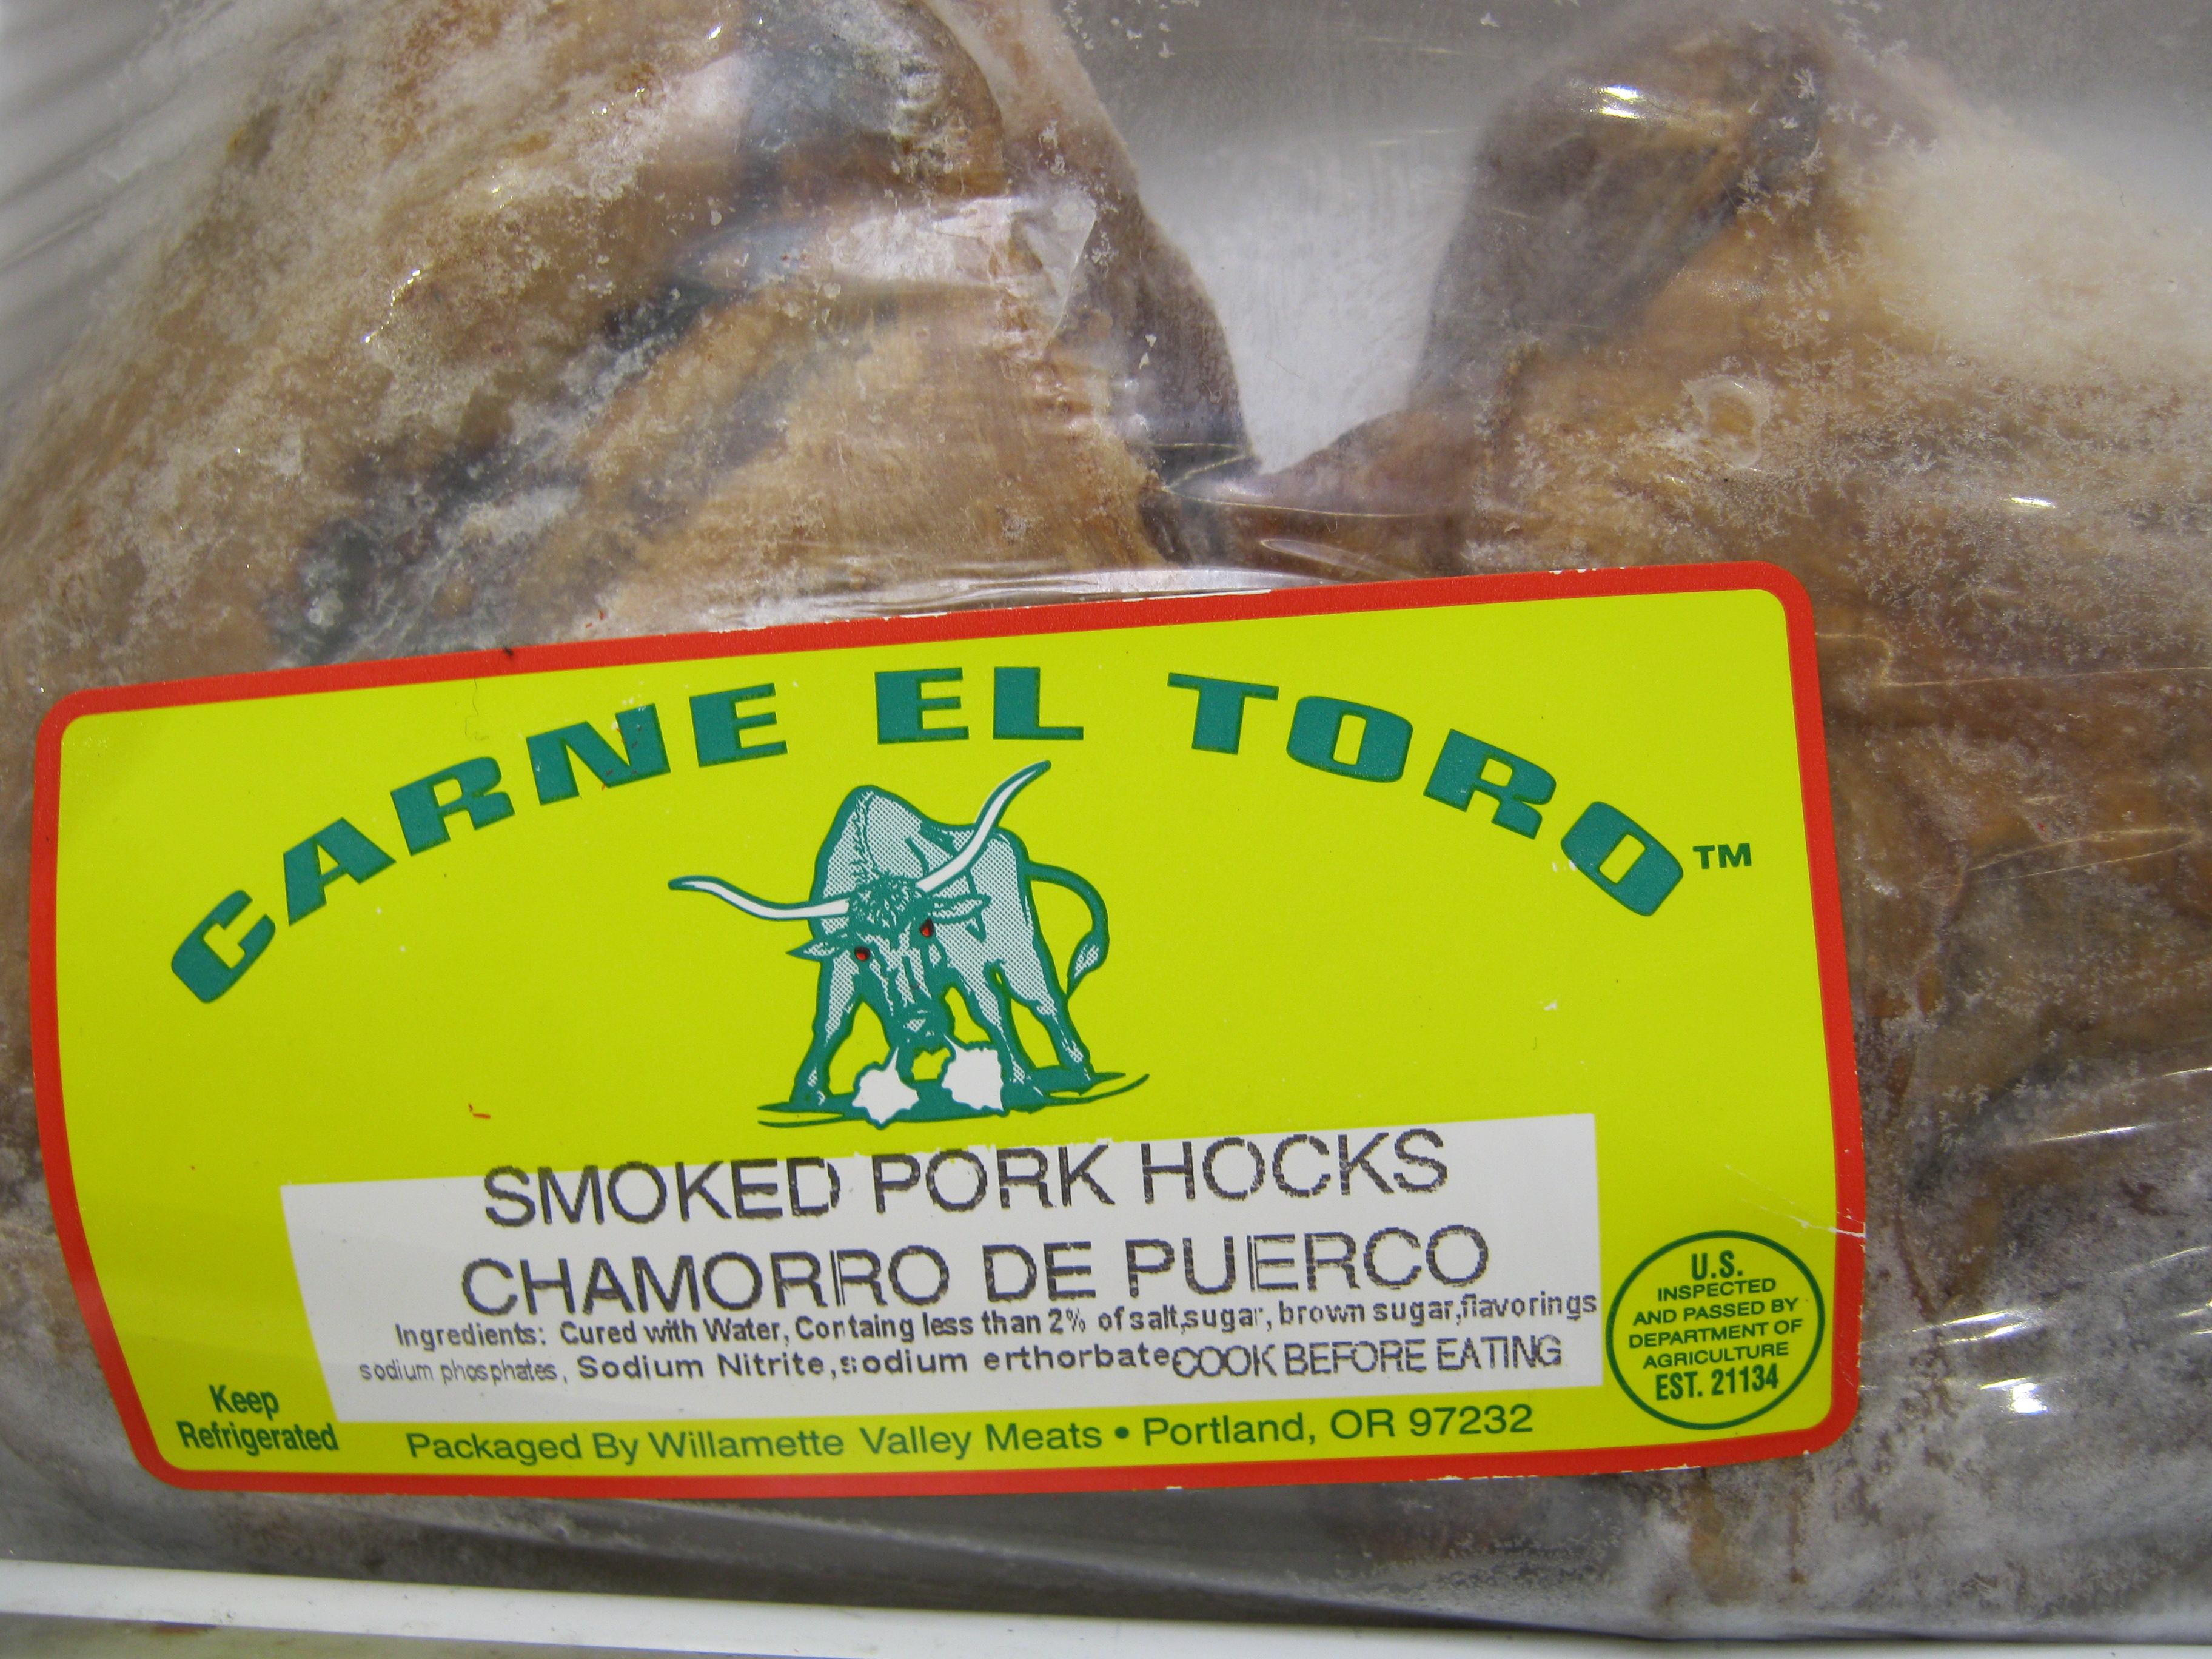 CARNE EL TORO™
SMOKED PORK HOCKS
CHAMORRO DE PUERCO
Ingredients: Cured with Water, Containg less than 2% of salt,sugar, brown sugar,flavorings
sodium phosphates, Sodium Nitrite,sodium erthorbate COOK BEFORE EATING
Keep
Refrigerated
Packaged By Willamette Valley Meats • Portland, OR 97232
U.S.
INSPECTED
AND PASSED BY
DEPARTMENT OF
AGRICULTURE
EST. 21134